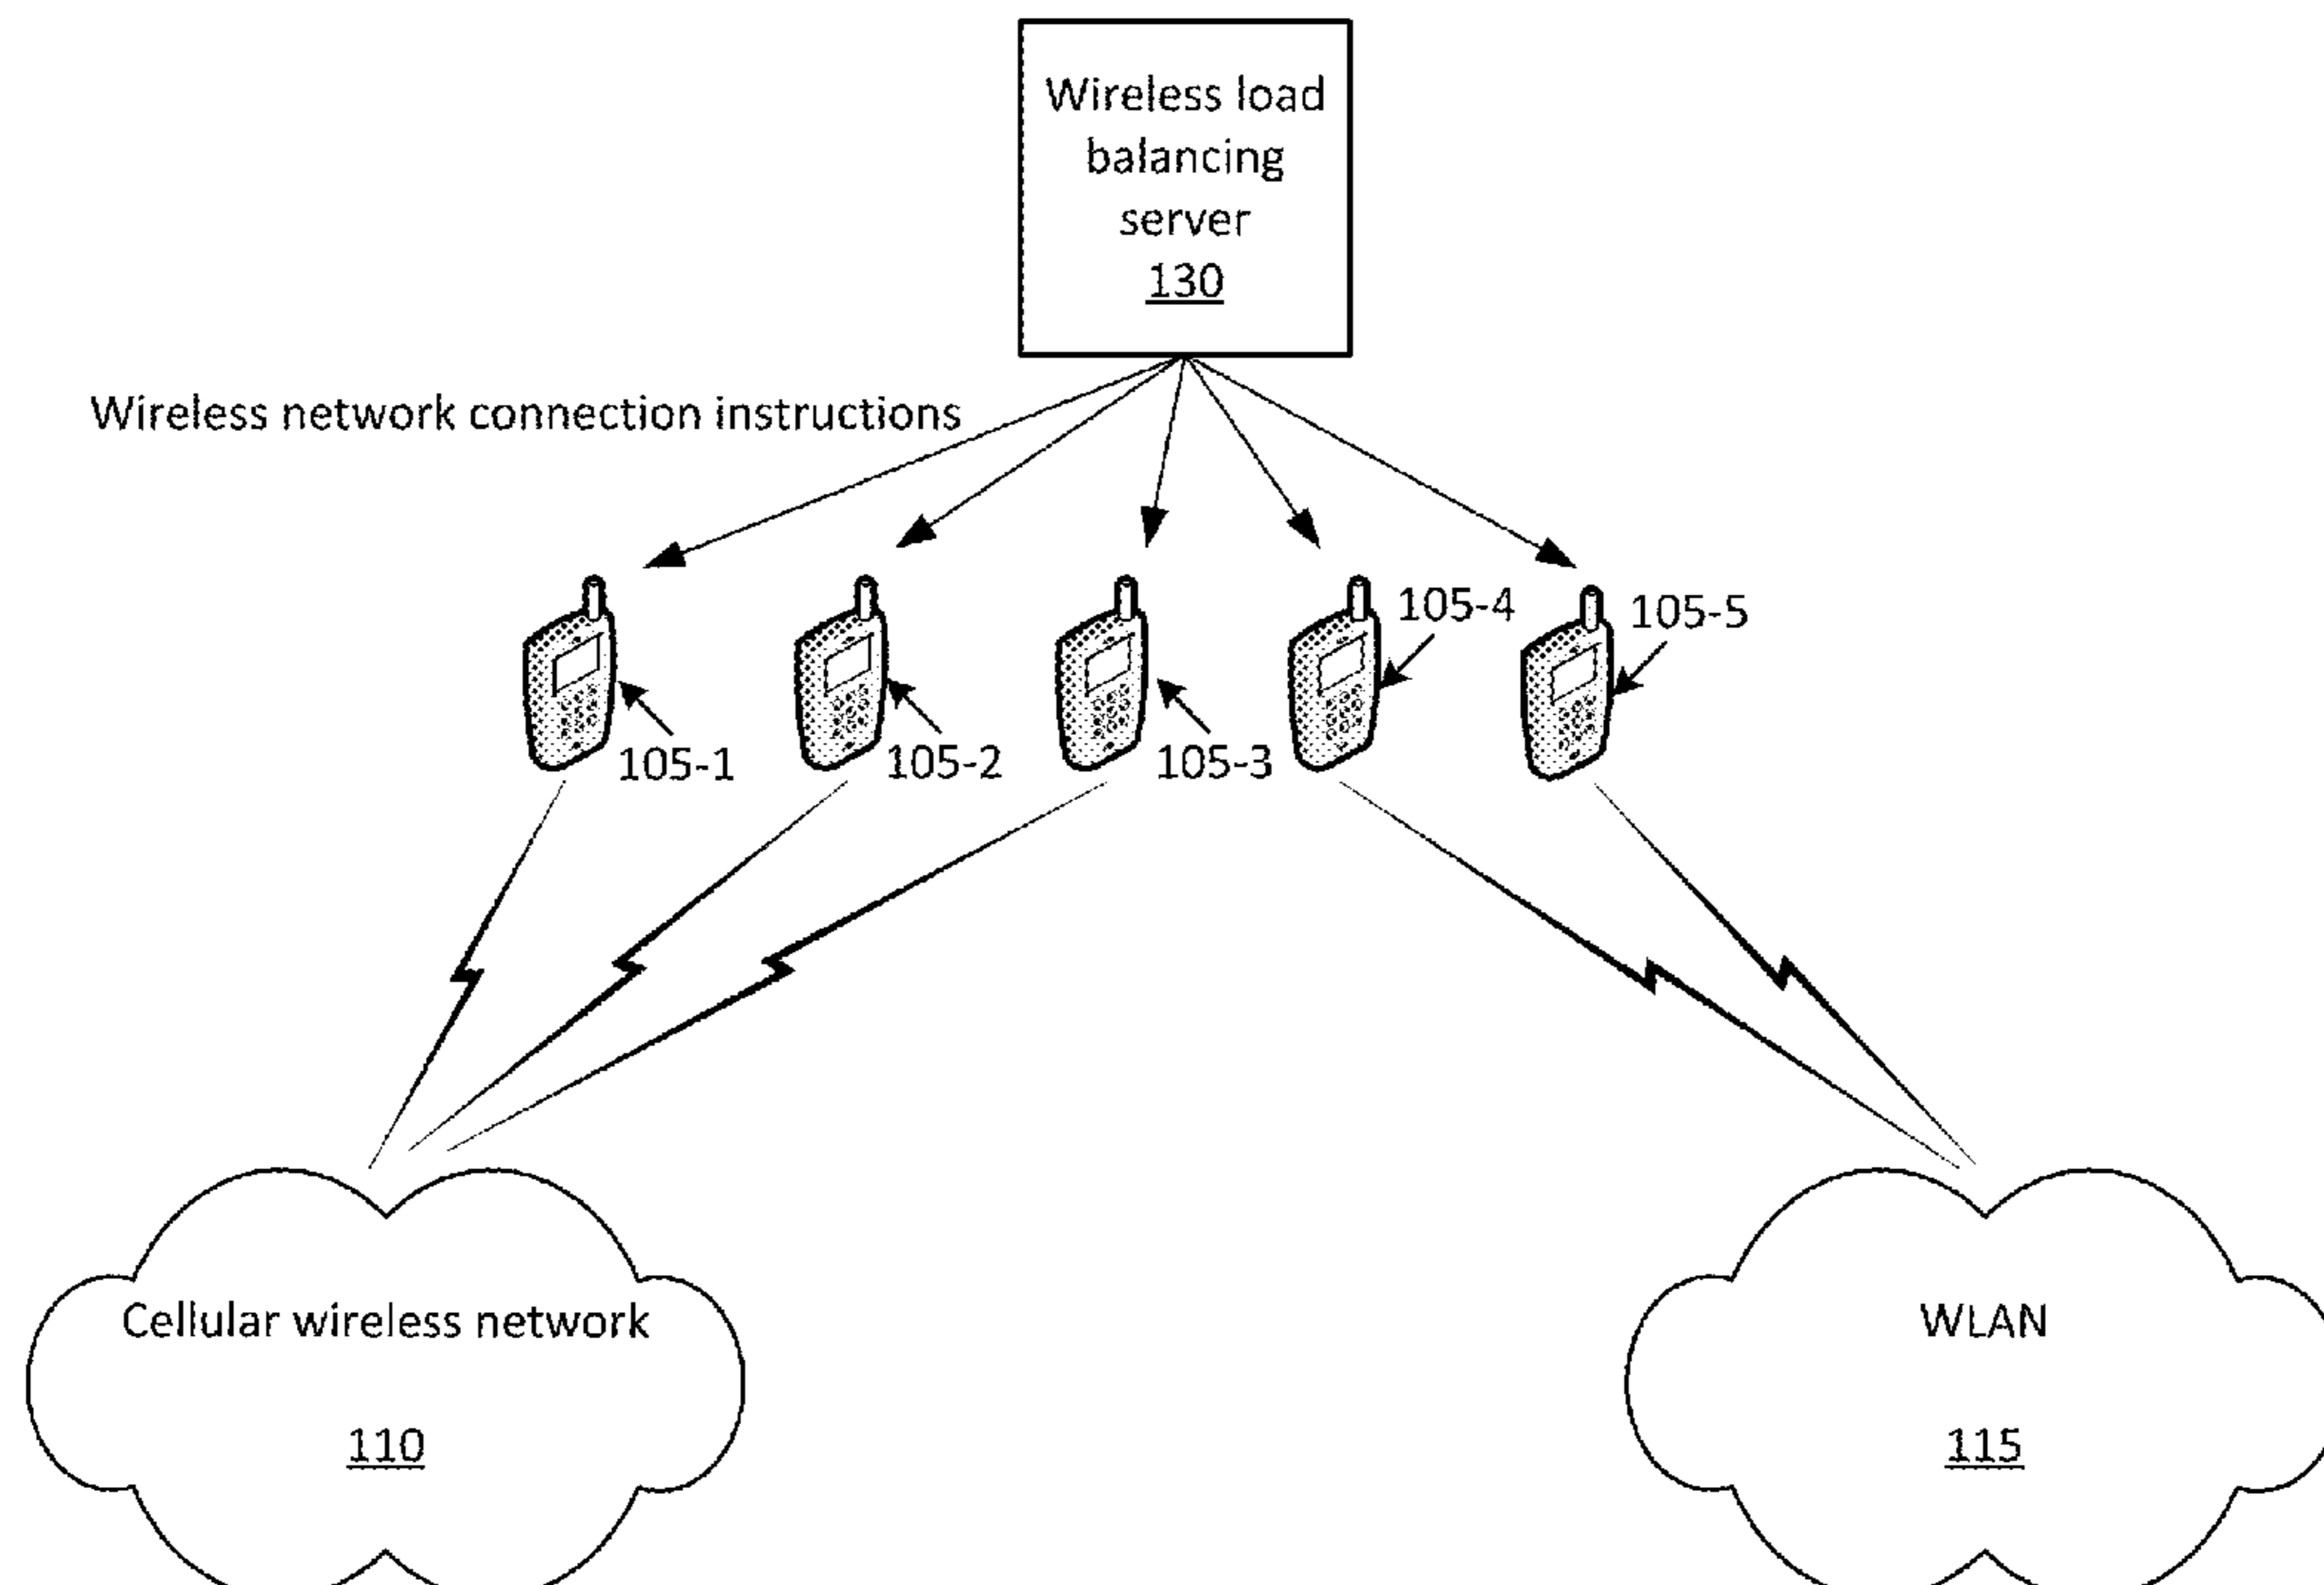 Wireless load
balancing
server
130
Wireless network connection instructions
105-4
105-5
105-1
105-2
105-3
Cellular wireless network
110
WLAN
115